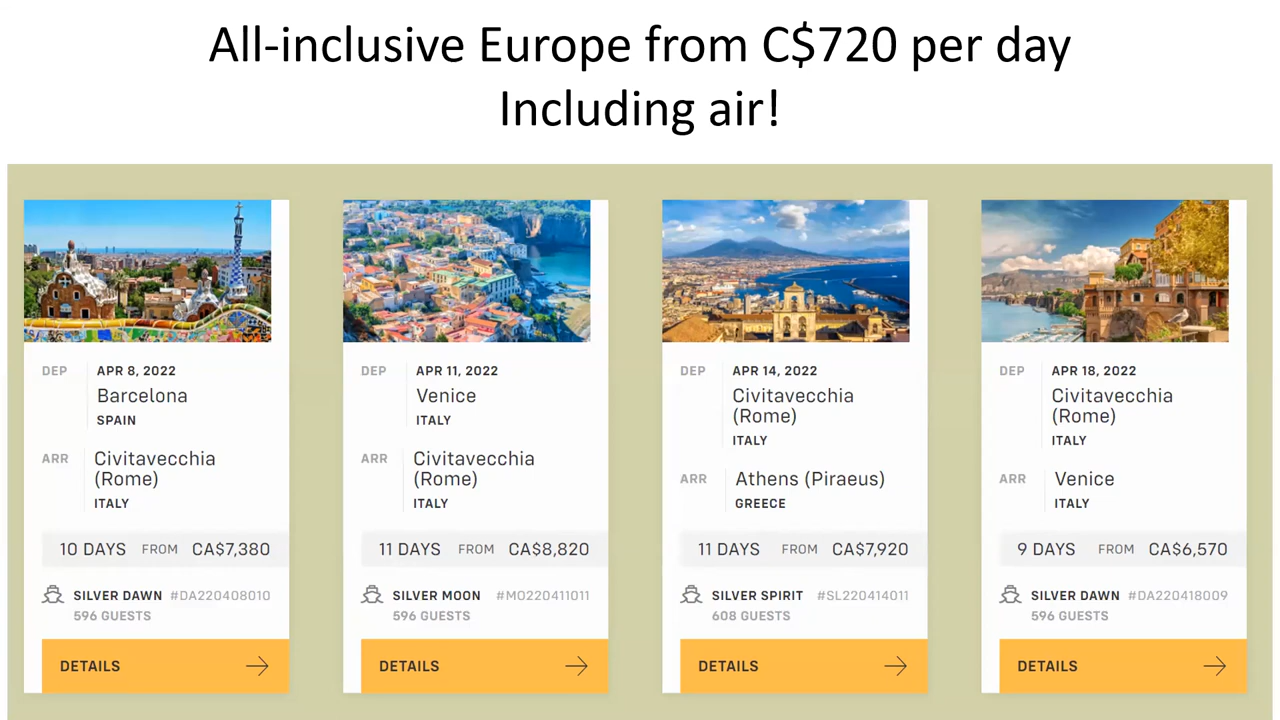 All-inclusive Europe from C$720 per day
Including air!
DEP
APR 8, 2022
Barcelona
SPAIN
ARR
Civitavecchia
(Rome)
ITALY
10 DAYS FROM CA$7,380
SILVER DAWN #DA220408010
596 GUESTS
DETAILS
DEP
APR 11, 2022
Venice
ITALY
ARR
Civitavecchia
(Rome)
ITALY
11 DAYS FROM CA$8,820
SILVER MOON #MO220411011
596 GUESTS
DETAILS
DEP
APR 14, 2022
Civitavecchia
(Rome)
ITALY
ARR
Athens (Piraeus)
GREECE
11 DAYS FROM CA$7,920
SILVER SPIRIT #SL220414011
608 GUESTS
DETAILS
DEP
APR 18, 2022
Civitavecchia
(Rome)
ITALY
ARR
Venice
ITALY
9 DAYS FROM CA$6,570
SILVER DAWN #DA220418009
596 GUESTS
DETAILS